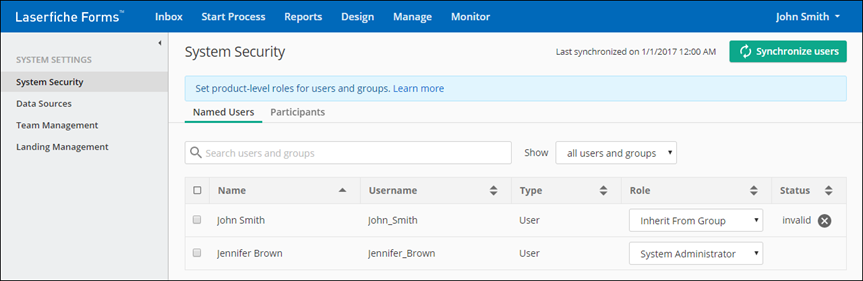 Laserfiche Forms™ Inbox Start Process Reports Design Manage Monitor John Smith
SYSTEM SETTINGS
System Security
Data Sources
Team Management
Landing Management
System Security
Last synchronized on 1/1/2017 12:00 AM Synchronize users
Set product-level roles for users and groups. Learn more
Named Users Participants
Search users and groups Show all users and groups
Name Username Type Role Status
John Smith John_Smith User Inherit From Group invalid
Jennifer Brown Jennifer_Brown User System Administrator